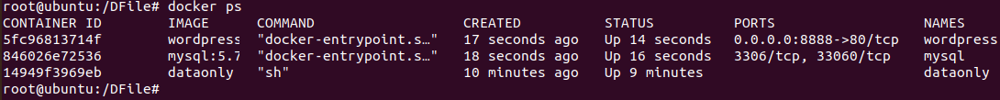 root@ubuntu:/DFile# docker ps
CONTAINER ID IMAGE COMMAND CREATED STATUS PORTS NAMES
5fc96813714f wordpress "docker-entrypoint.s…" 17 seconds ago Up 14 seconds 0.0.0.0:8888->80/tcp wordpress
846026e72536 mysql:5.7 "docker-entrypoint.s…" 18 seconds ago Up 16 seconds 3306/tcp, 33060/tcp mysql
14949f3969eb dataonly "sh" 10 minutes ago Up 9 minutes dataonly
root@ubuntu:/DFile#